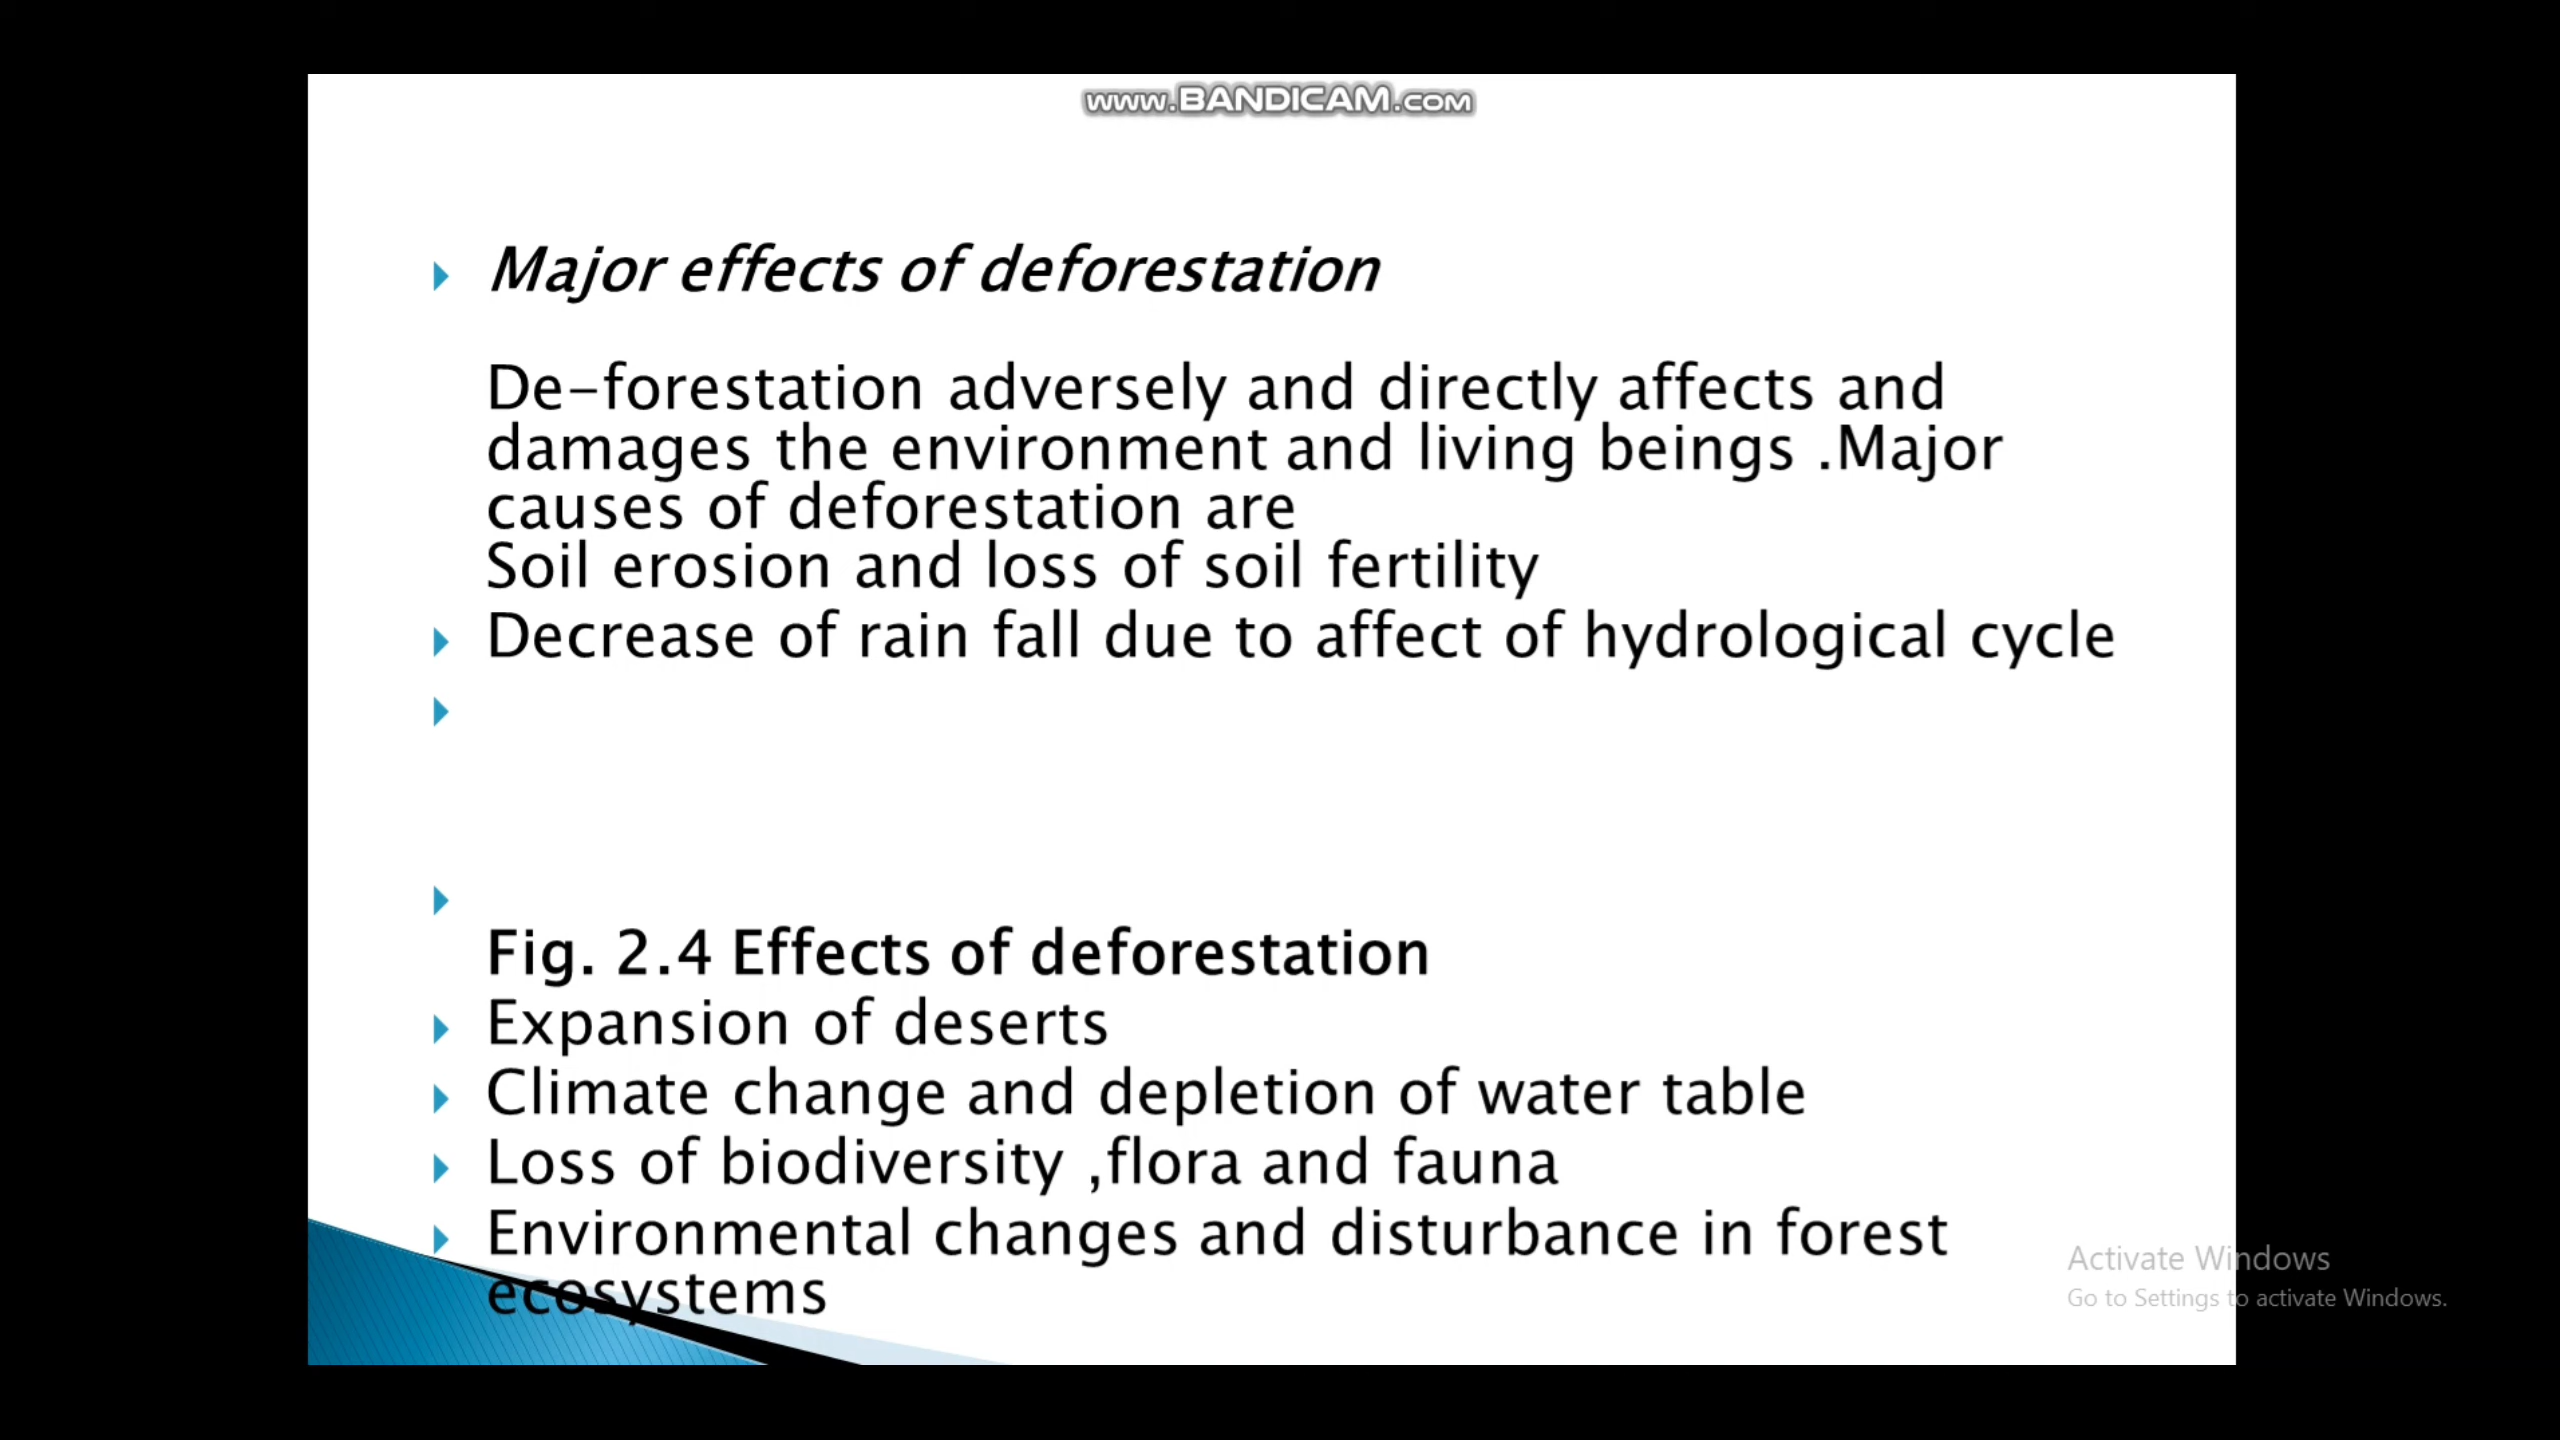 www.BANDICAM.com
Major effects of deforestation
De-forestation adversely and directly affects and
damages the environment and living beings .Major
causes of deforestation are
Soil erosion and loss of soil fertility
Decrease of rain fall due to affect of hydrological cycle
Fig. 2.4 Effects of deforestation
Expansion of deserts
Climate change and depletion of water table
Loss of biodiversity ,flora and fauna
Environmental changes and disturbance in forest
ecosystems
Activate Windows
Go to Settings to activate Windows.